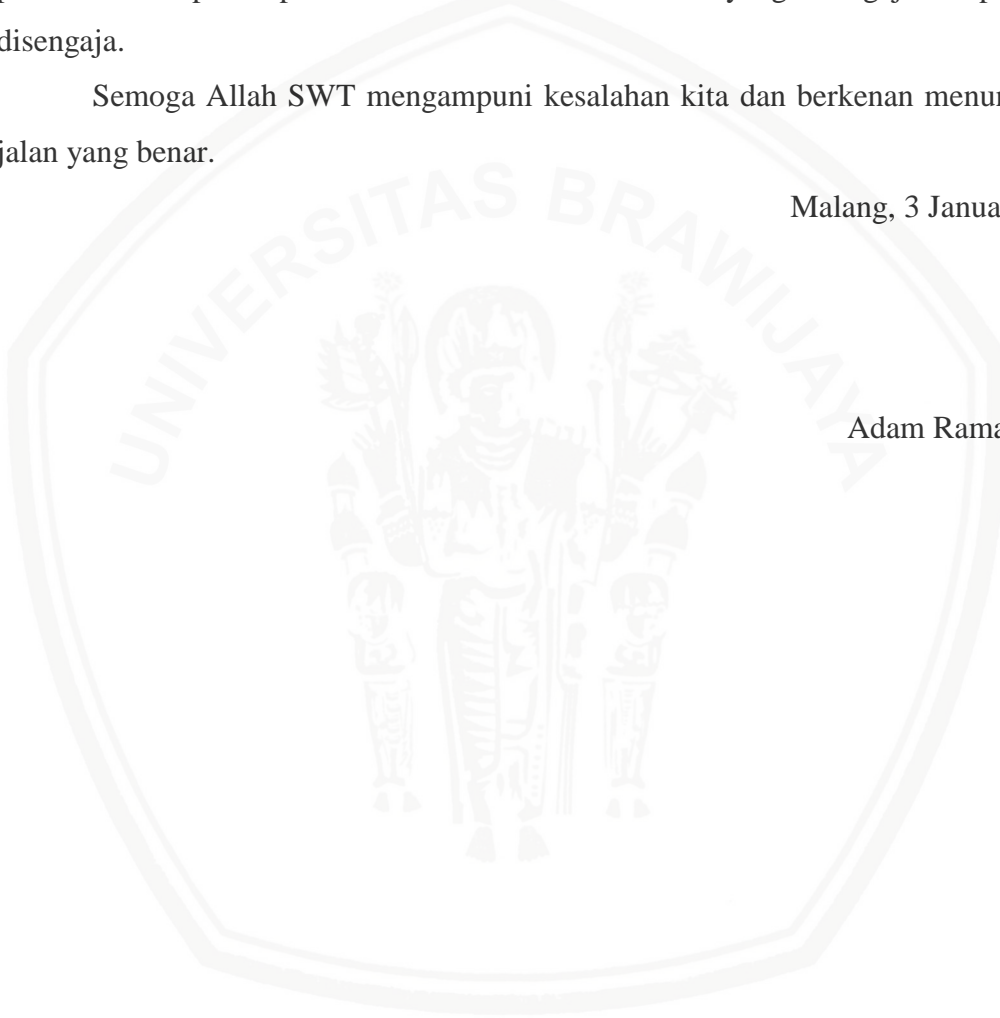 disengaja.
Semoga Allah SWT mengampuni kesalahan kita dan berkenan menun
jalan yang benar.
Malang, 3 Janua
UNIVERSITAS BRAWIJAYA
Adam Rama